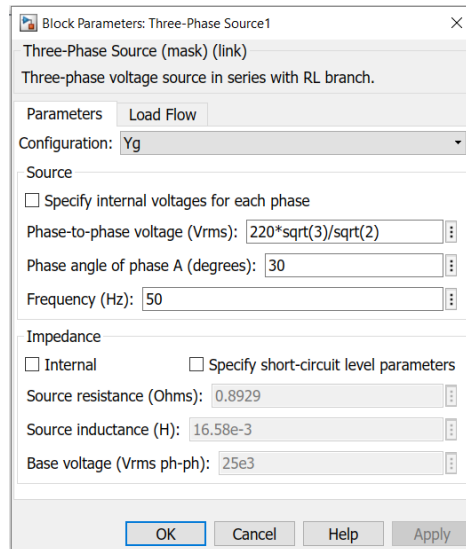 Block Parameters: Three-Phase Source1
Three-Phase Source (mask) (link)
Three-phase voltage source in series with RL branch.
Parameters Load Flow
Configuration: Yg
Source
Specify internal voltages for each phase
Phase-to-phase voltage (Vrms): 220*sqrt(3)/sqrt(2)
Phase angle of phase A (degrees): 30
Frequency (Hz): 50
Impedance
Internal Specify short-circuit level parameters
Source resistance (Ohms): 0.8929
Source inductance (H): 16.58e-3
Base voltage (Vrms ph-ph): 25e3
OK Cancel Help Apply